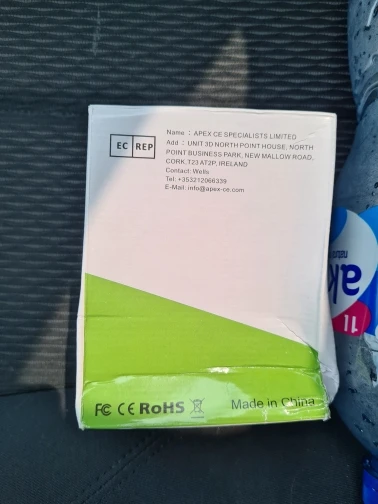 EC REP
Name : APEX CE SPECIALISTS LIMITED
Add : UNIT 3D NORTH POINT HOUSE, NORTH
POINT BUSINESS PARK, NEW MALLOW ROAD,
CORK, T23 AT2P, IRELAND
Contact: Wells
Tel: +353212066339
E-Mail: info@apex-ce.com
FC CE RoHS
Made in China
1L